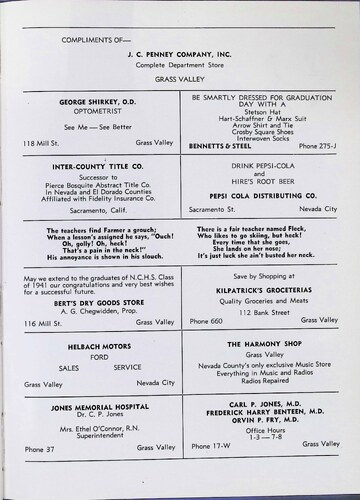 COMPLIMENTS OF—
J. C. PENNEY COMPANY, INC.
Complete Department Store
GRASS VALLEY
GEORGE SHIRKEY, O.D.
OPTOMETRIST
See Me — See Better
118 Mill St. Grass Valley
BE SMARTLY DRESSED FOR GRADUATION
DAY WITH A
Stetson Hat
Hart-Schaffner & Marx Suit
Arrow Shirt and Tie
Crosby Square Shoes
Interwoven Socks
BENNETTS & STEEL Phone 275-J
INTER-COUNTY TITLE CO.
Successor to
Pierce Bosquite Abstract Title Co.
In Nevada and El Dorado Counties
Affiliated with Fidelity Insurance Co.
Sacramento, Calif.
DRINK PEPSI-COLA
and
HIRE'S ROOT BEER
PEPSI COLA DISTRIBUTING CO.
Sacramento St. Nevada City
The teachers find Farmer a grouch;
When a lesson's assigned he says, "Ouch!
Oh, golly! Oh, heck!
That's a pain in the neck!"
His annoyance is shown in his slouch.
There is a fair teacher named Fleck,
Who likes to go skiing, but heck!
Every time that she goes,
She lands on her nose;
It's just luck she ain't busted her neck.
May we extend to the graduates of N.C.H.S. Class
of 1941 our congratulations and very best wishes
for a successful future.
BERT'S DRY GOODS STORE
A. G. Chegwidden, Prop.
116 Mill St. Grass Valley
Save by Shopping at
KILPATRICK'S GROCETERIAS
Quality Groceries and Meats
112 Bank Street
Phone 660 Grass Valley
HELBACH MOTORS
FORD
SALES SERVICE
Grass Valley Nevada City
THE HARMONY SHOP
Grass Valley
Nevada County's only exclusive Music Store
Everything in Music and Radios
Radios Repaired
JONES MEMORIAL HOSPITAL
Dr. C. P. Jones
Mrs. Ethel O'Connor, R.N.
Superintendent
Phone 37 Grass Valley
CARL P. JONES, M.D.
FREDERICK HARRY BENTEEN, M.D.
ORVIN P. FRY, M.D.
Office Hours
1-3 — 7-8
Phone 17-W Grass Valley